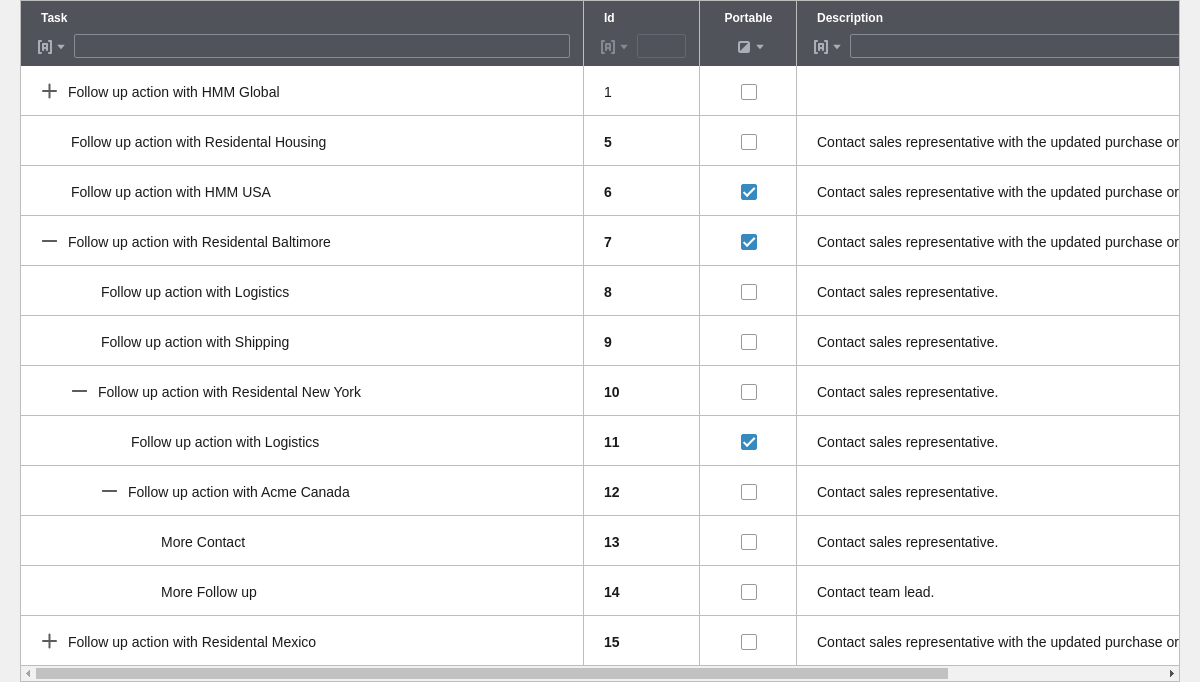 Task Id Portable Description
Follow up action with HMM Global 1
Follow up action with Residental Housing 5 Contact sales representative with the updated purchase or
Follow up action with HMM USA 6 Contact sales representative with the updated purchase or
Follow up action with Residental Baltimore 7 Contact sales representative with the updated purchase or
Follow up action with Logistics 8 Contact sales representative.
Follow up action with Shipping 9 Contact sales representative.
Follow up action with Residental New York 10 Contact sales representative.
Follow up action with Logistics 11 Contact sales representative.
Follow up action with Acme Canada 12 Contact sales representative.
More Contact 13 Contact sales representative.
More Follow up 14 Contact team lead.
Follow up action with Residental Mexico 15 Contact sales representative with the updated purchase or